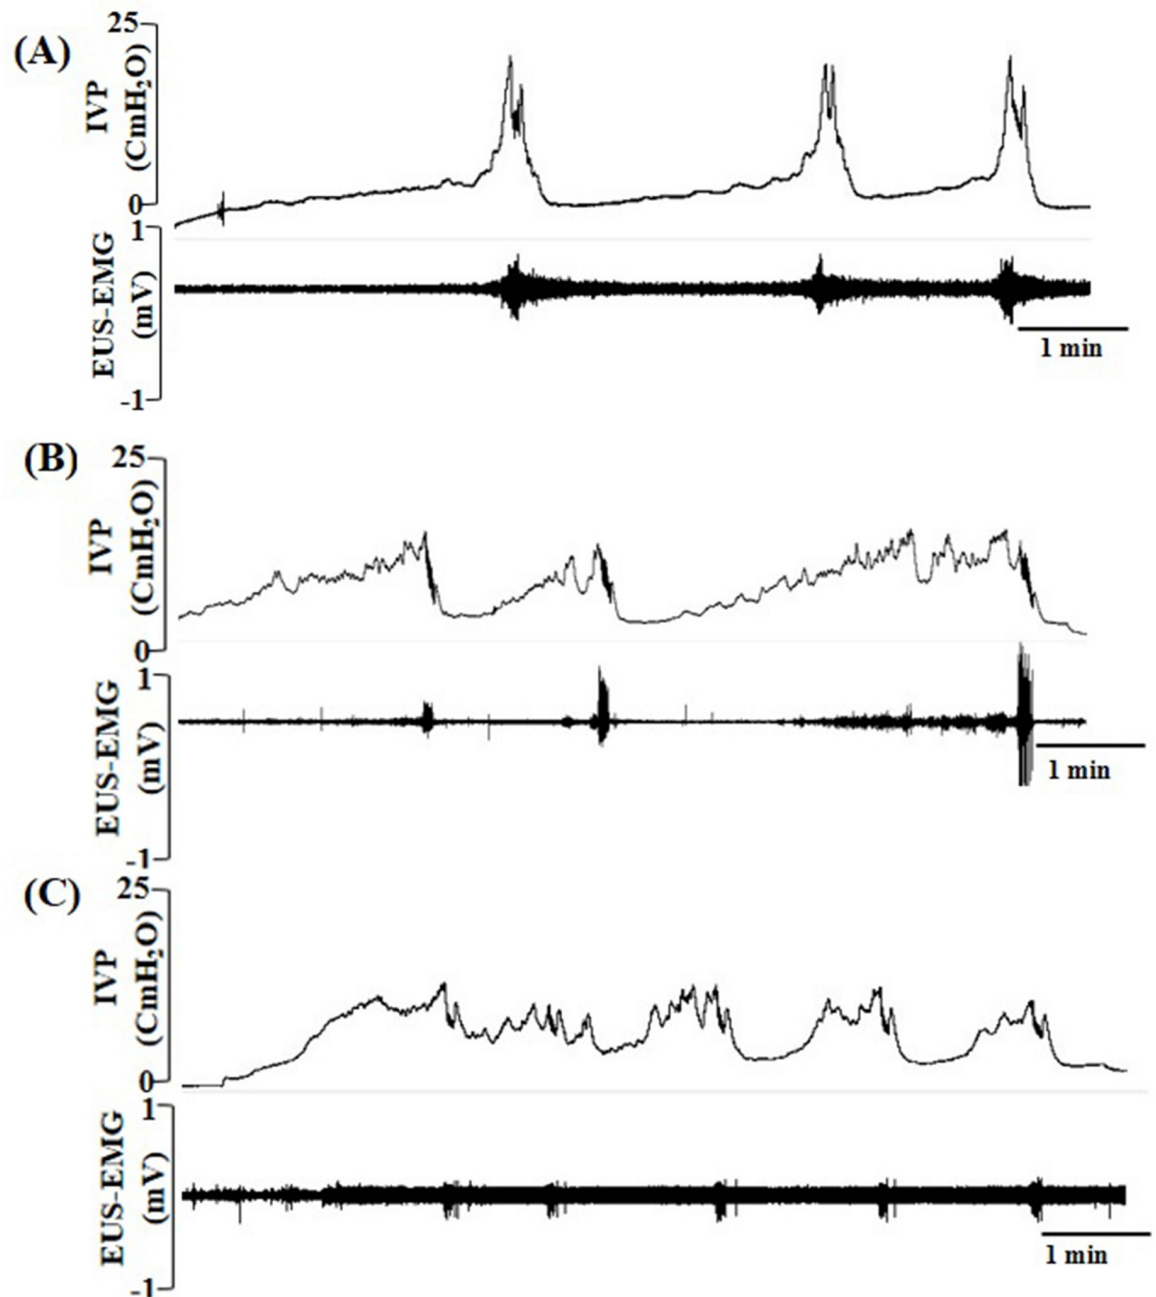 (A)
25
IVP
(CmH₂O)
0
1
EUS-EMG
(mV)
-1
1 min
(B)
25
IVP
(CmH₂O)
0
1
EUS-EMG
(mV)
-1
1 min
(C)
25
IVP
(CmH₂O)
0
1
EUS-EMG
(mV)
-1
1 min